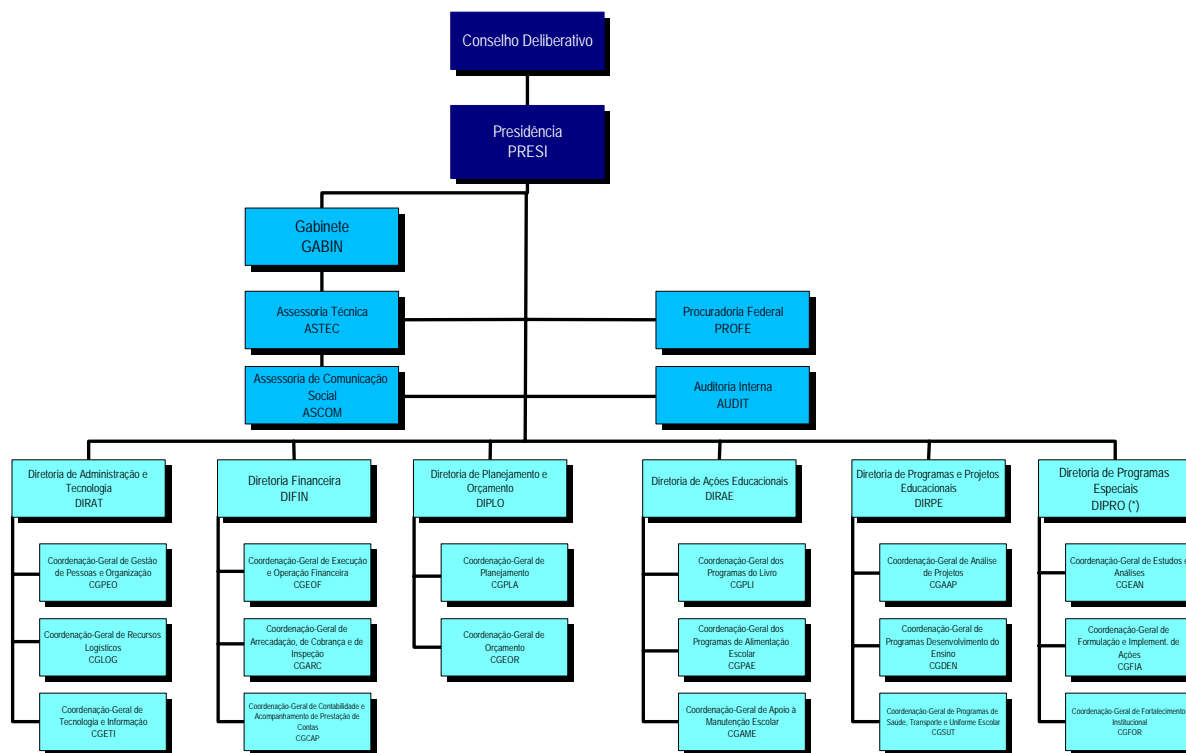 Conselho Deliberativo
Presidência
PRESI
Gabinete
GABIN
Assessoria Técnica
ASTEC
Procuradoria Federal
PROFE
Assessoria de Comunicação
Social
ASCOM
Auditoria Interna
AUDIT
Diretoria de Administração e
Tecnologia
DIRAT
Diretoria Financeira
DIFIN
Diretoria de Planejamento e
Orçamento
DIPLO
Diretoria de Ações Educacionais
DIRAE
Diretoria de Programas e Projetos
Educacionais
DIRPE
Diretoria de Programas
Especiais
DIPRO (*)
Coordenação-Geral de Gestão
de Pessoas e Organização
CGPEO
Coordenação-Geral de Execução
e Operação Financeira
CGEOF
Coordenação-Geral de
Planejamento
CGPLA
Coordenação-Geral dos
Programas do Livro
CGPLI
Coordenação-Geral de Análise
de Projetos
CGAAP
Coordenação-Geral de Estudos e
Análises
CGEAN
Coordenação-Geral de Recursos
Logísticos
CGLOG
Coordenação-Geral de
Arrecadação, de Cobrança e de
Inspeção
CGARC
Coordenação-Geral de
Orçamento
CGEOR
Coordenação-Geral dos
Programas de Alimentação
Escolar
CGPAE
Coordenação-Geral de
Programas Desenvolvimento do
Ensino
CGDEN
Coordenação-Geral de
Formulação e Implement. de
Ações
CGFIA
Coordenação-Geral de
Tecnologia e Informação
CGETI
Coordenação-Geral de Contabilidade e
Acompanhamento de Prestação de
Contas
CGCAP
Coordenação-Geral de Apoio à
Manutenção Escolar
CGAME
Coordenação-Geral de Programas de
Saúde, Transporte e Uniforme Escolar
CGSUT
Coordenação-Geral de Fortalecimento
Institucional
CGFOR